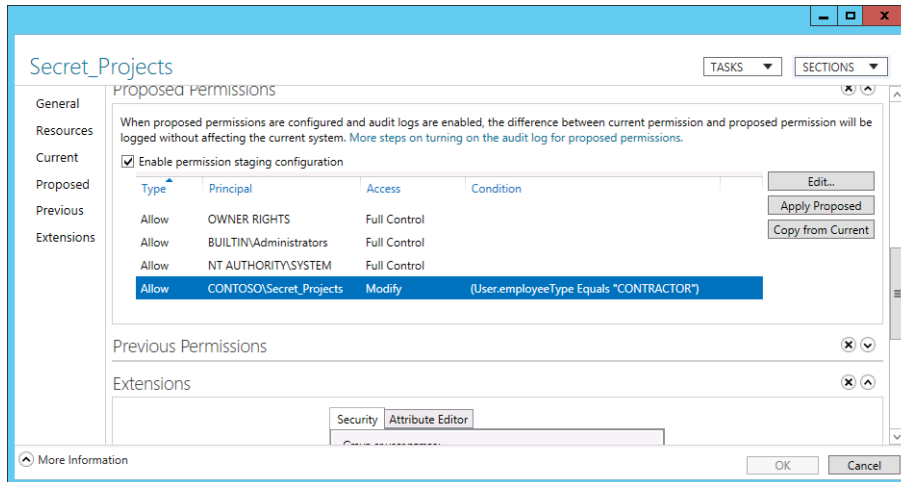 Secret_Projects
TASKS
SECTIONS
General
Resources
Current
Proposed
Previous
Extensions
Proposed Permissions
When proposed permissions are configured and audit logs are enabled, the difference between current permission and proposed permission will be
logged without affecting the current system. More steps on turning on the audit log for proposed permissions.
Enable permission staging configuration
Type Principal Access Condition
Allow OWNER RIGHTS Full Control
Allow BUILTIN\Administrators Full Control
Allow NT AUTHORITY\SYSTEM Full Control
Allow CONTOSO\Secret_Projects Modify (User.employeeType Equals "CONTRACTOR")
Edit...
Apply Proposed
Copy from Current
Previous Permissions
Extensions
Security Attribute Editor
More Information
OK Cancel